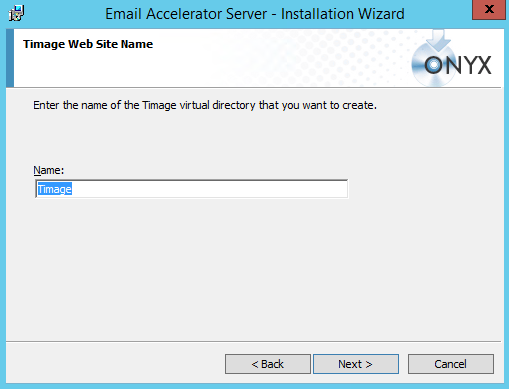 Email Accelerator Server - Installation Wizard
x
Timage Web Site Name
ONYX
Enter the name of the Timage virtual directory that you want to create.
Name:
Timage
< Back
Next >
Cancel